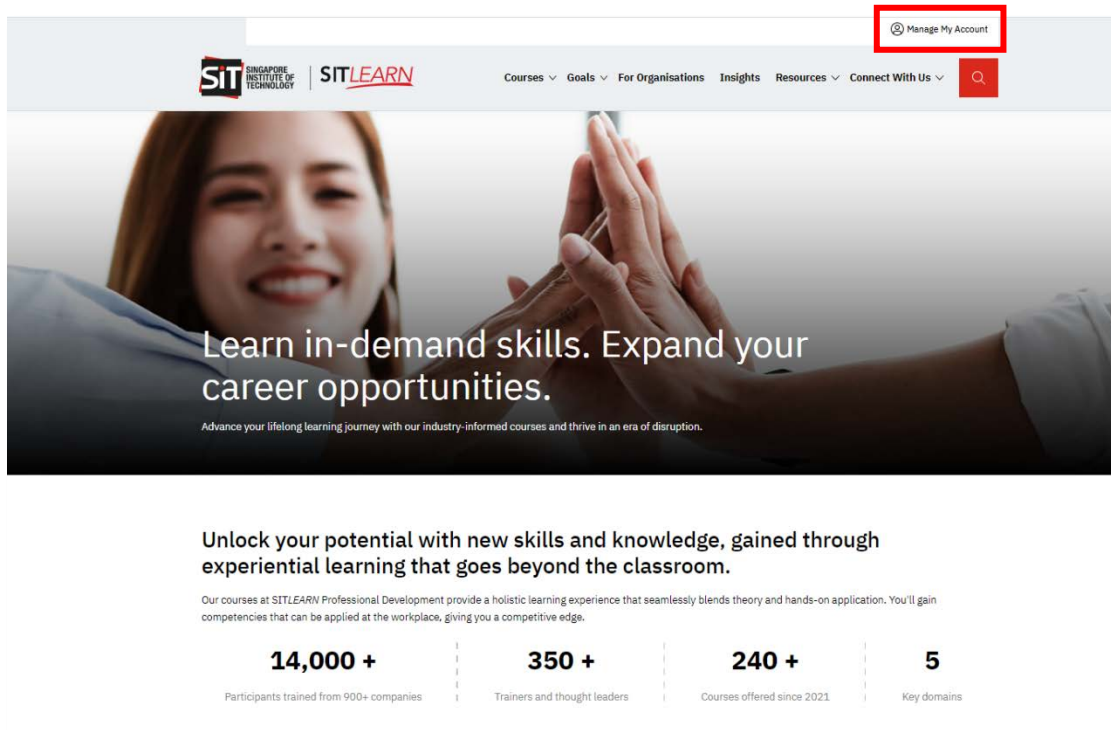 Manage My Account
SiT SINGAPORE
INSTITUTE OF
TECHNOLOGY
SITLEARN
Courses Goals For Organisations Insights Resources Connect With Us
Learn in-demand skills. Expand your
career opportunities.
Advance your lifelong learning journey with our industry-informed courses and thrive in an era of disruption.
Unlock your potential with new skills and knowledge, gained through
experiential learning that goes beyond the classroom.
Our courses at SITLEARN Professional Development provide a holistic learning experience that seamlessly blends theory and hands-on application. You'll gain
competencies that can be applied at the workplace, giving you a competitive edge.
14,000 + 350 + 240 + 5
Participants trained from 900+ companies Trainers and thought leaders Courses offered since 2021 Key domains